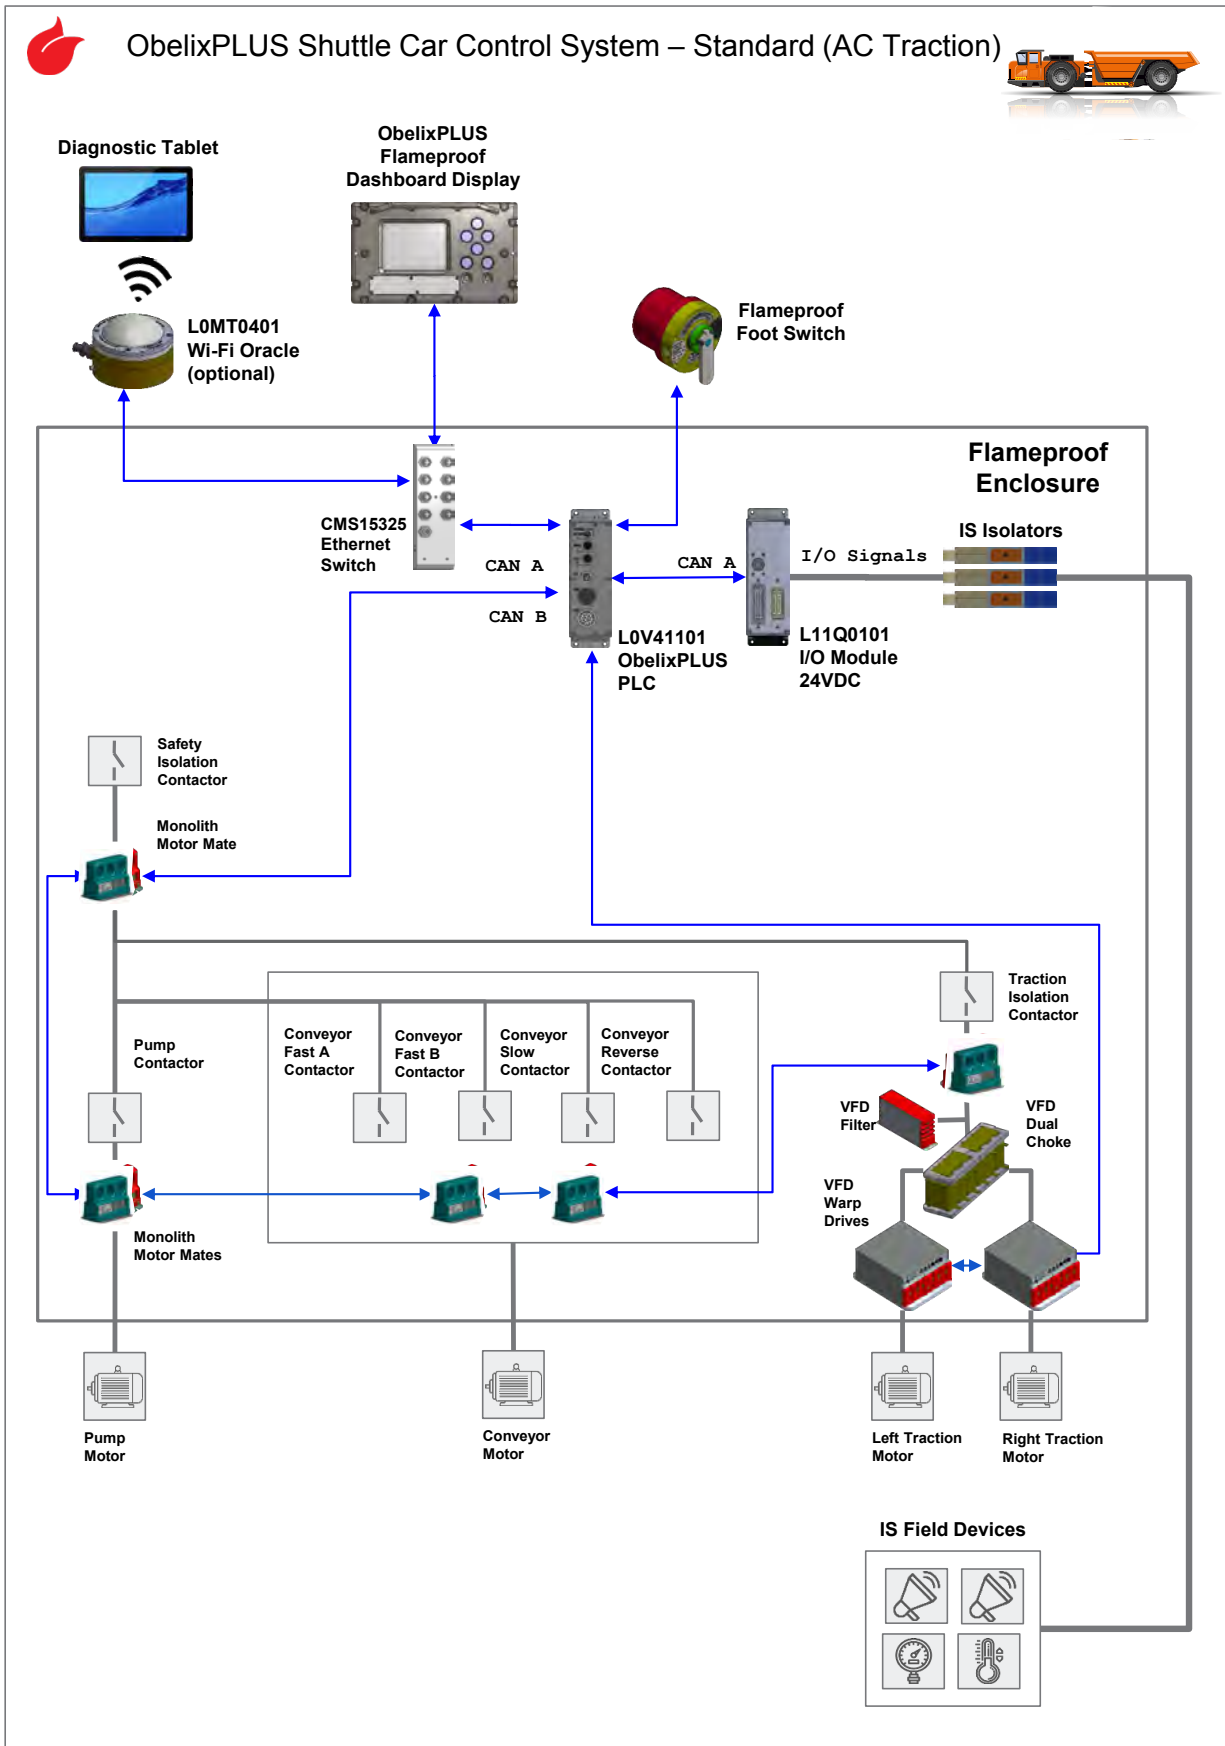 ObelixPLUS Shuttle Car Control System – Standard (AC Traction)
Diagnostic Tablet
ObelixPLUS
Flameproof
Dashboard Display
L0MT0401
Wi-Fi Oracle
(optional)
Flameproof
Foot Switch
Flameproof
Enclosure
CMS15325
Ethernet
Switch
CAN A
CAN B
CAN A
I/O Signals
IS Isolators
L0V41101
ObelixPLUS
PLC
L11Q0101
I/O Module
24VDC
Safety
Isolation
Contactor
Monolith
Motor Mate
Traction
Isolation
Contactor
Pump
Contactor
Conveyor
Fast A
Contactor
Conveyor
Fast B
Contactor
Conveyor
Slow
Contactor
Conveyor
Reverse
Contactor
VFD
Filter
VFD
Dual
Choke
VFD
Warp
Drives
Monolith
Motor Mates
Pump
Motor
Conveyor
Motor
Left Traction
Motor
Right Traction
Motor
IS Field Devices